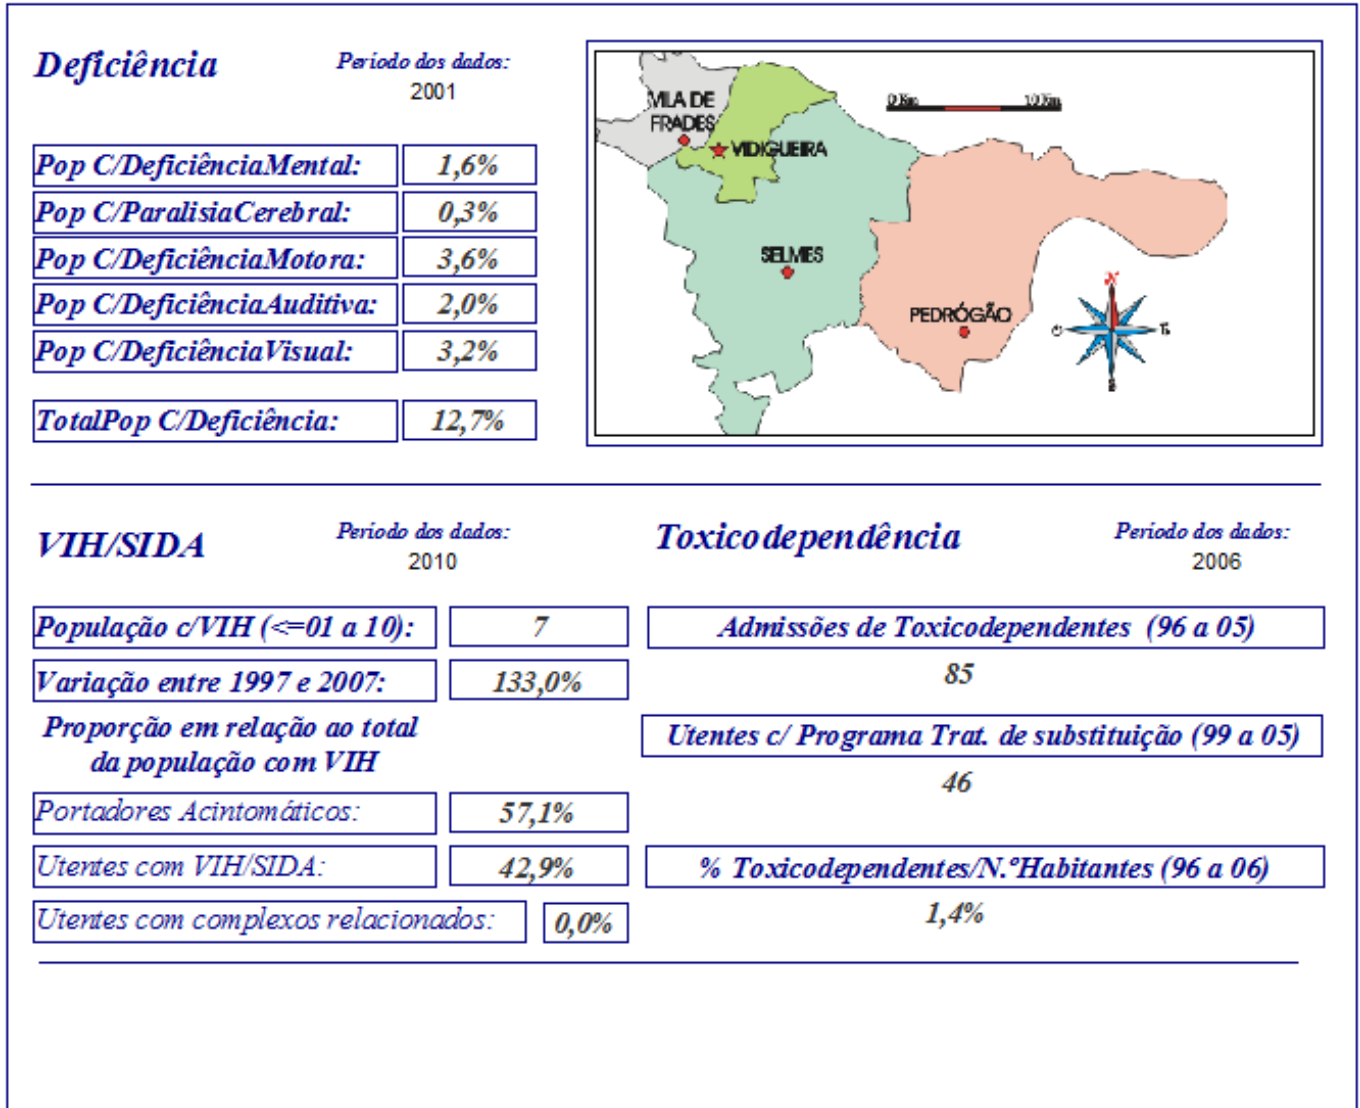 Deficiência
Período dos dados:
2001
Pop C/DeficiênciaMental: 1,6%
Pop C/ParalisiaCerebral: 0,3%
Pop C/DeficiênciaMotora: 3,6%
Pop C/DeficiênciaAuditiva: 2,0%
Pop C/DeficiênciaVisual: 3,2%
TotalPop C/Deficiência: 12,7%
0 Km 10 Km
VILA DE
FRADES
VIDIGUEIRA
SELMES
PEDRÓGÃO
N
O E
S
VIH/SIDA
Período dos dados:
2010
População c/VIH (<=01 a 10): 7
Variação entre 1997 e 2007: 133,0%
Proporção em relação ao total
da população com VIH
Portadores Acintomáticos: 57,1%
Utentes com VIH/SIDA: 42,9%
Utentes com complexos relacionados: 0,0%
Toxicodependência
Período dos dados:
2006
Admissões de Toxicodependentes (96 a 05)
85
Utentes c/ Programa Trat. de substituição (99 a 05)
46
% Toxicodependentes/N.ºHabitantes (96 a 06)
1,4%